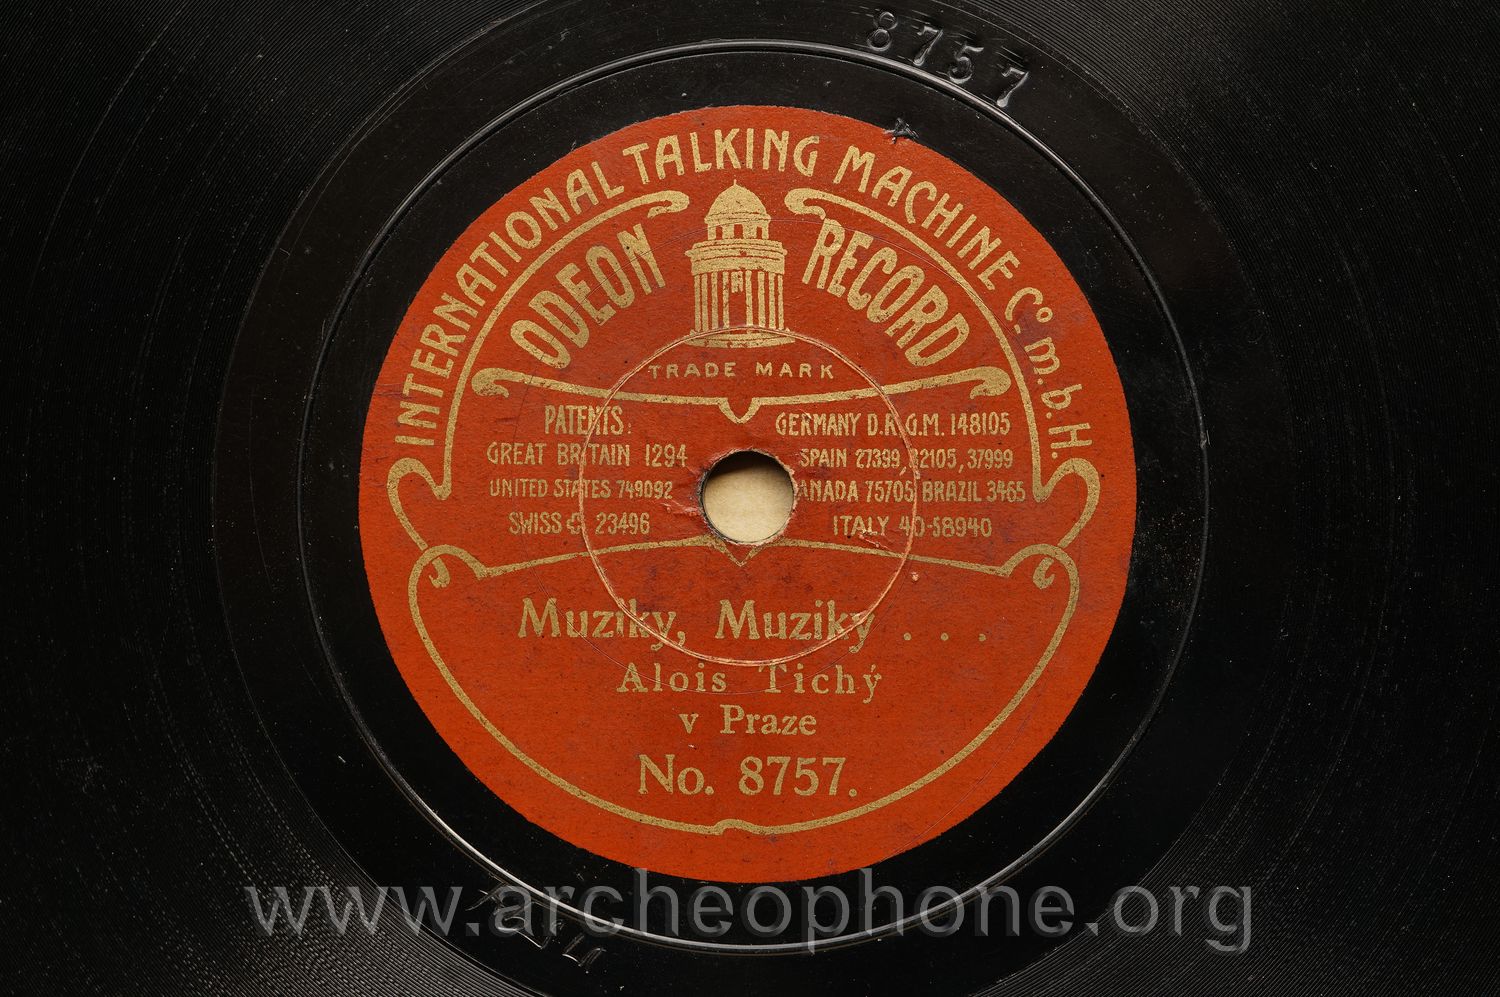 8757
INTERNATIONAL TALKING MACHINE Co. m.b.H.
ODEON RECORD
TRADE MARK
PATENTS:
GREAT BRITAIN 1294
UNITED STATES 749092
SWISS 23496
GERMANY D.R.G.M. 148105
SPAIN 27399, 32105, 37999
CANADA 75705 BRAZIL 3465
ITALY 40-58940
Muziky, Muziky . . .
Alois Tichý
v Praze
No. 8757.
www.archeophone.org